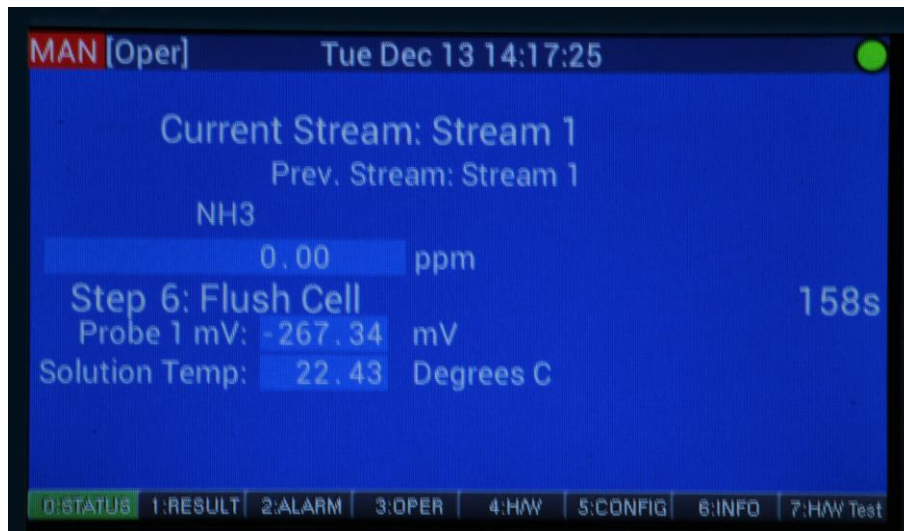 MAN [Oper] Tue Dec 13 14:17:25
Current Stream: Stream 1
Prev. Stream: Stream 1
NH3
0.00 ppm
Step 6: Flush Cell 158s
Probe 1 mV: -267.34 mV
Solution Temp: 22.43 Degrees C
0:STATUS 1:RESULT 2:ALARM 3:OPER 4:H/W 5:CONFIG 6:INFO 7:H/W Test